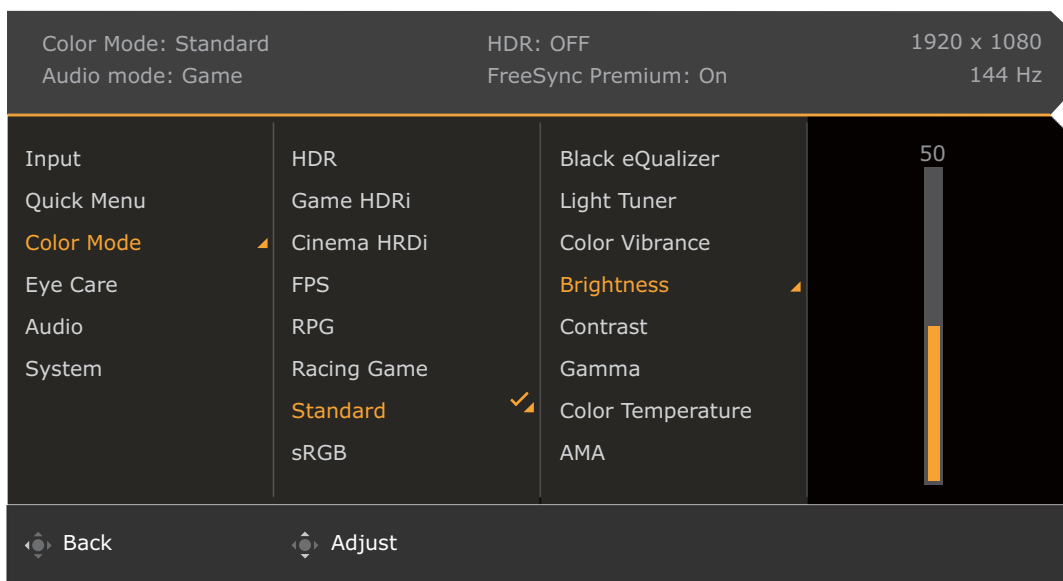 Color Mode: Standard
HDR: OFF
1920 x 1080
Audio mode: Game
FreeSync Premium: On
144 Hz
Input
Quick Menu
Color Mode
Eye Care
Audio
System
HDR
Game HDRi
Cinema HRDi
FPS
RPG
Racing Game
Standard
sRGB
Black eQualizer
Light Tuner
Color Vibrance
Brightness
Contrast
Gamma
Color Temperature
AMA
50
Back
Adjust